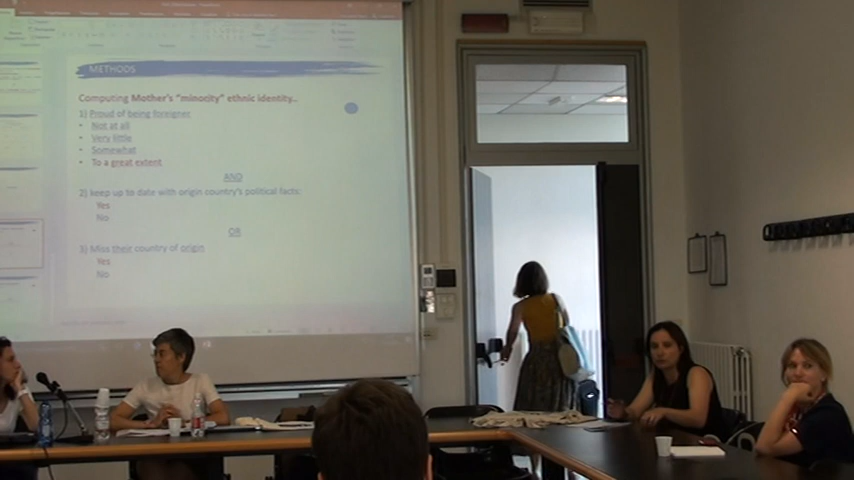 METHODS
Computing Mother's "minority" ethnic identity..
1) Proud of being foreigner
• Not at all
• Very little
• Somewhat
• To a great extent
AND
2) keep up to date with origin country's political facts:
Yes
No
OR
3) Miss their country of origin
Yes
No